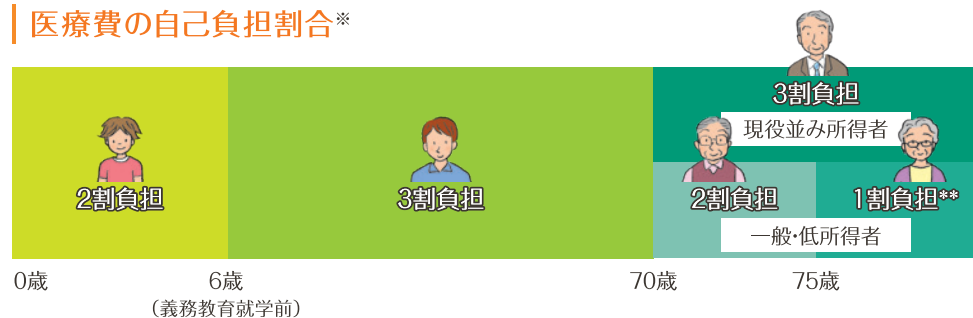 医療費の自己負担割合※
3割負担
現役並み所得者
2割負担
3割負担
2割負担
1割負担**
一般・低所得者
0歳
6歳
70歳
75歳
（義務教育就学前）